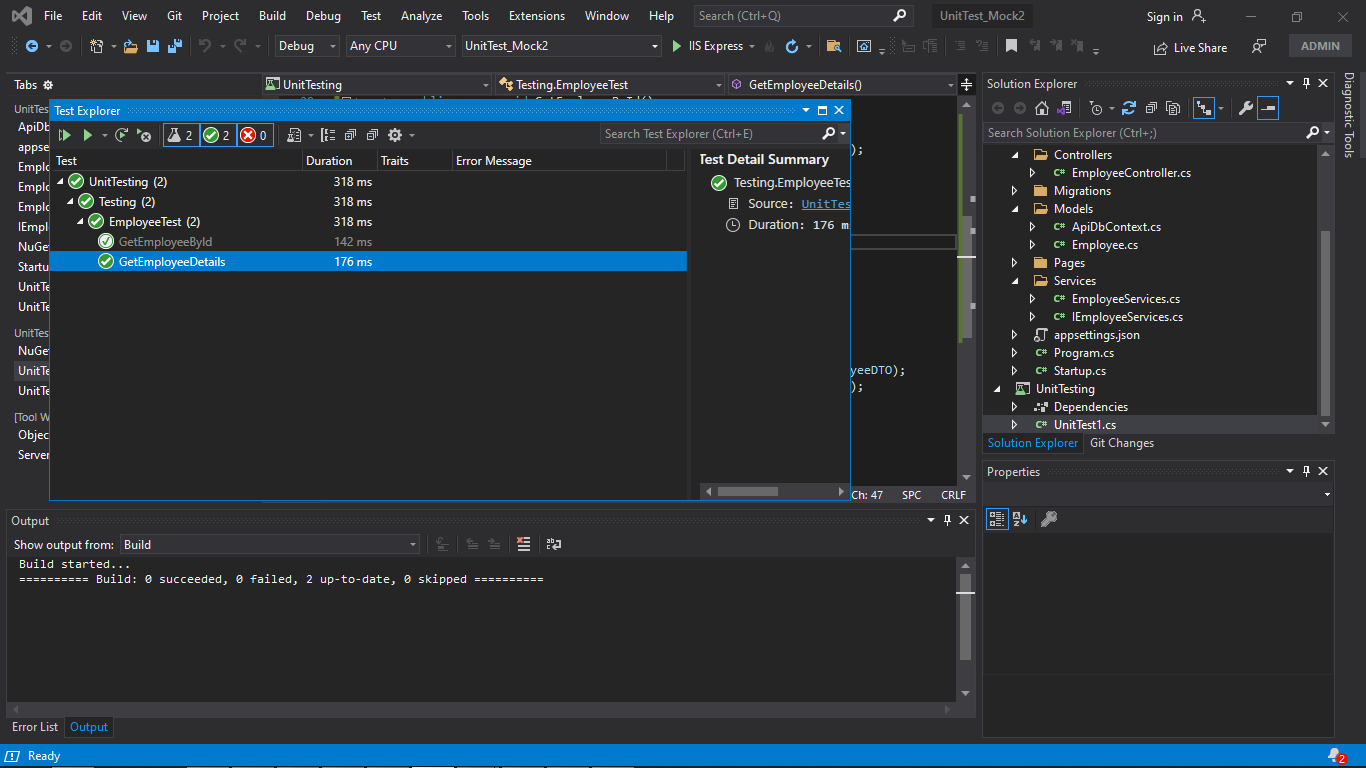 File Edit View Git Project Build Debug Test Analyze Tools Extensions Window Help Search (Ctrl+Q) UnitTest_Mock2 Sign in
Debug Any CPU UnitTest_Mock2 IIS Express Live Share ADMIN
Tabs
UnitTesting Testing.EmployeeTest GetEmployeeDetails()
UnitTes
ApiDb
appse
Emplo
Emplo
Emplo
IEmpl
NuGe
Startu
UnitT
UnitT
UnitTes
NuGe
UnitTe
UnitTe
[Tool W
Objec
Server
Test Explorer
2 2 0 Search Test Explorer (Ctrl+E)
Test Duration Traits Error Message
UnitTesting (2) 318 ms
Testing (2) 318 ms
EmployeeTest (2) 318 ms
GetEmployeeById 142 ms
GetEmployeeDetails 176 ms
Test Detail Summary
Testing.EmployeeTes
Source: UnitTes
Duration: 176 m
);
yeeDTO);
);
Ch: 47 SPC CRLF
Solution Explorer
Search Solution Explorer (Ctrl+;)
Controllers
C# EmployeeController.cs
Migrations
Models
C# ApiDbContext.cs
C# Employee.cs
Pages
Services
C# EmployeeServices.cs
C# IEmployeeServices.cs
appsettings.json
C# Program.cs
C# Startup.cs
UnitTesting
Dependencies
C# UnitTest1.cs
Solution Explorer Git Changes
Diagnostic Tools
Properties
Output
Show output from: Build
Build started...
========== Build: 0 succeeded, 0 failed, 2 up-to-date, 0 skipped ==========
Error List Output
Ready
2